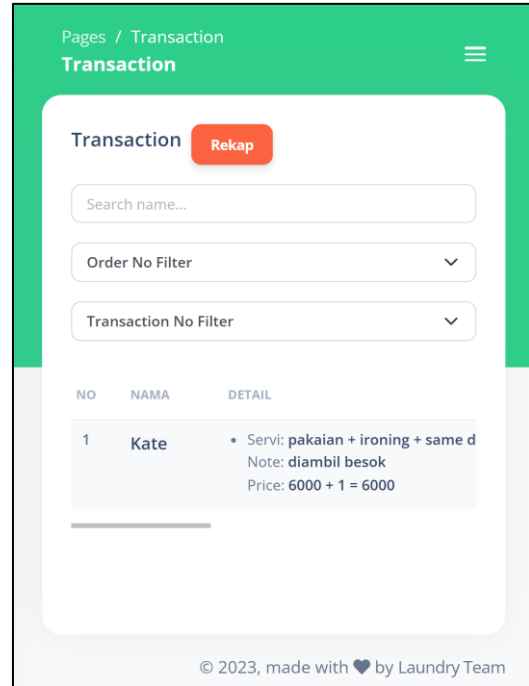 Pages / Transaction
Transaction
Transaction
Rekap
Search name...
Order No Filter
Transaction No Filter
NO NAMA DETAIL
1 Kate • Servi: pakaian + ironing + same d
Note: diambil besok
Price: 6000 + 1 = 6000
© 2023, made with ♥ by Laundry Team